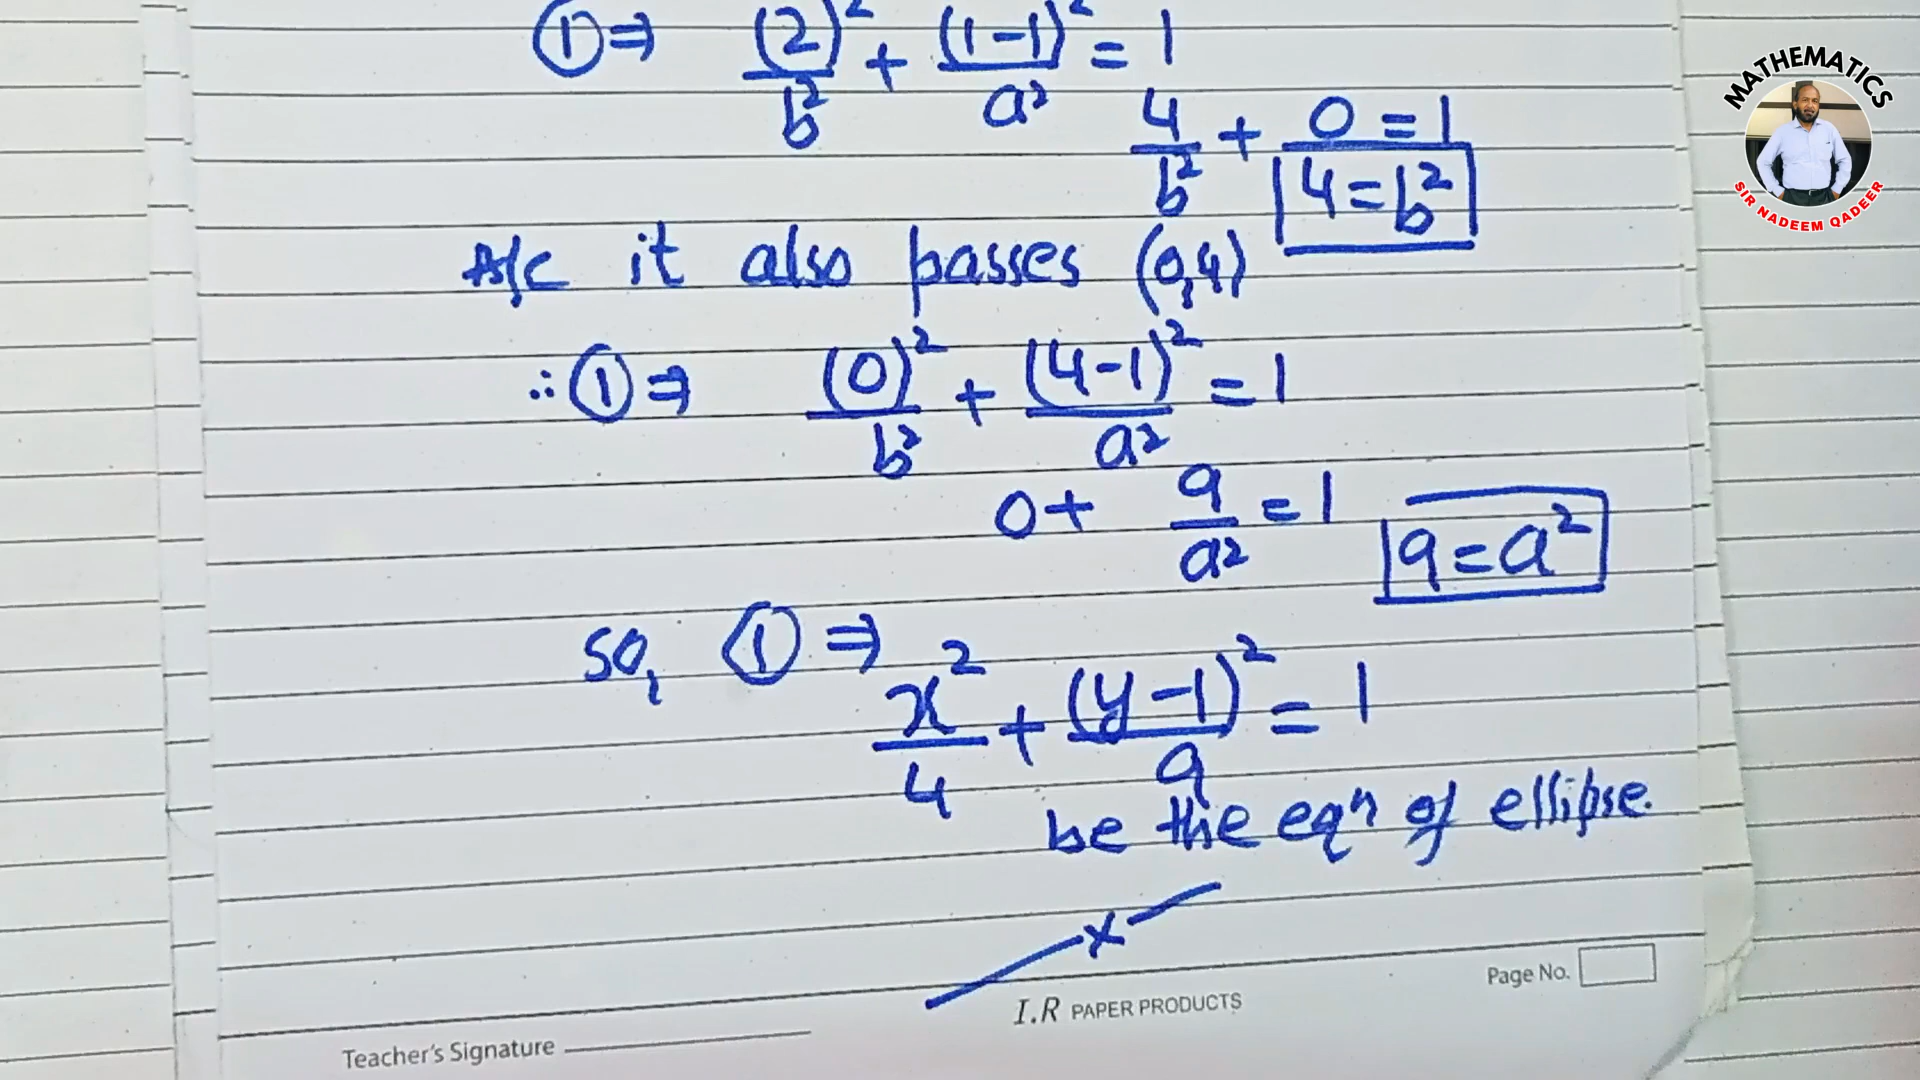 ① ⇒ (2)²/b² + (1-1)²/a² = 1
4/b² + 0 = 1
4 = b²
A/c it also passes (0,4)
∴ ① ⇒ (0)²/b² + (4-1)²/a² = 1
0 + 9/a² = 1
9 = a²
so, ① ⇒
x²/4 + (y-1)²/9 = 1
be the eqn of ellipse.
x
Page No.
I.R PAPER PRODUCTS
Teacher's Signature
MATHEMATICS
SIR NADEEM QADEER